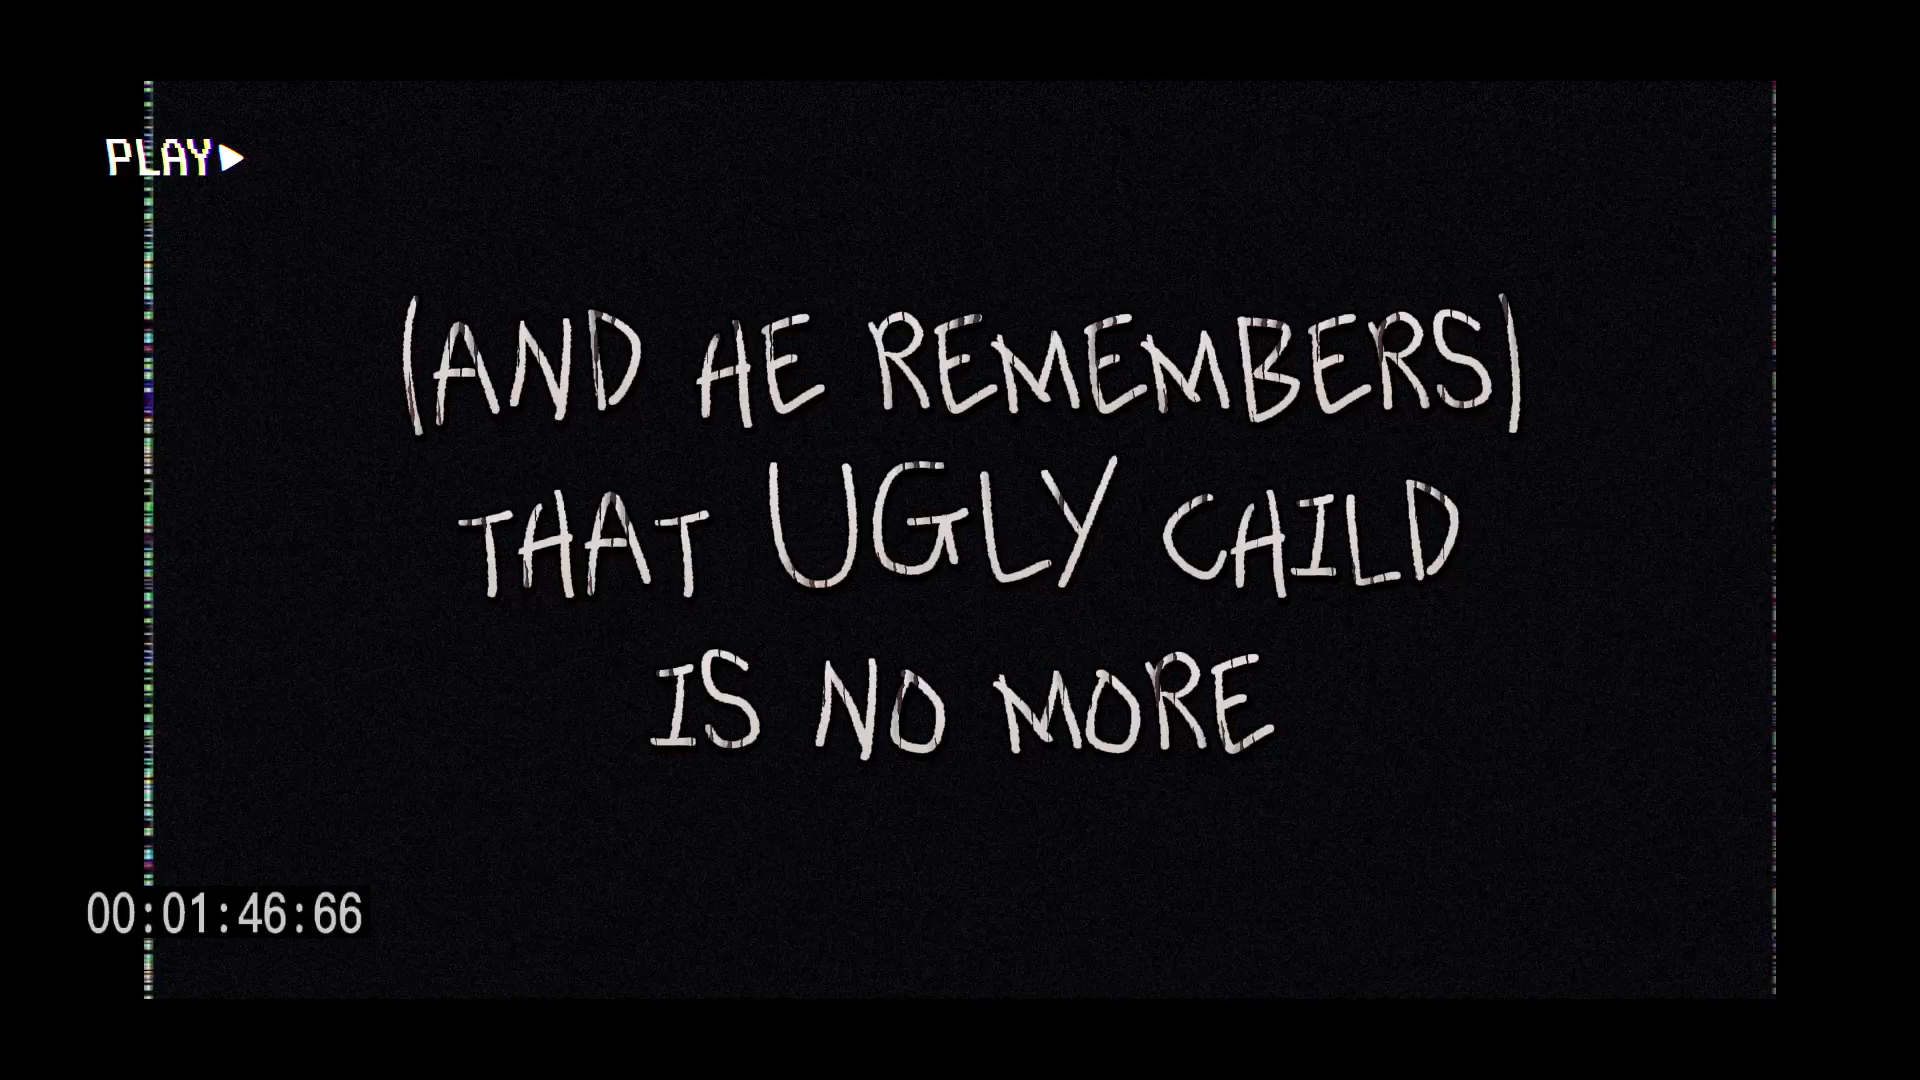 PLAY
(AND HE REMEMBERS)
THAT UGLY CHILD
IS NO MORE
00:01:46:66